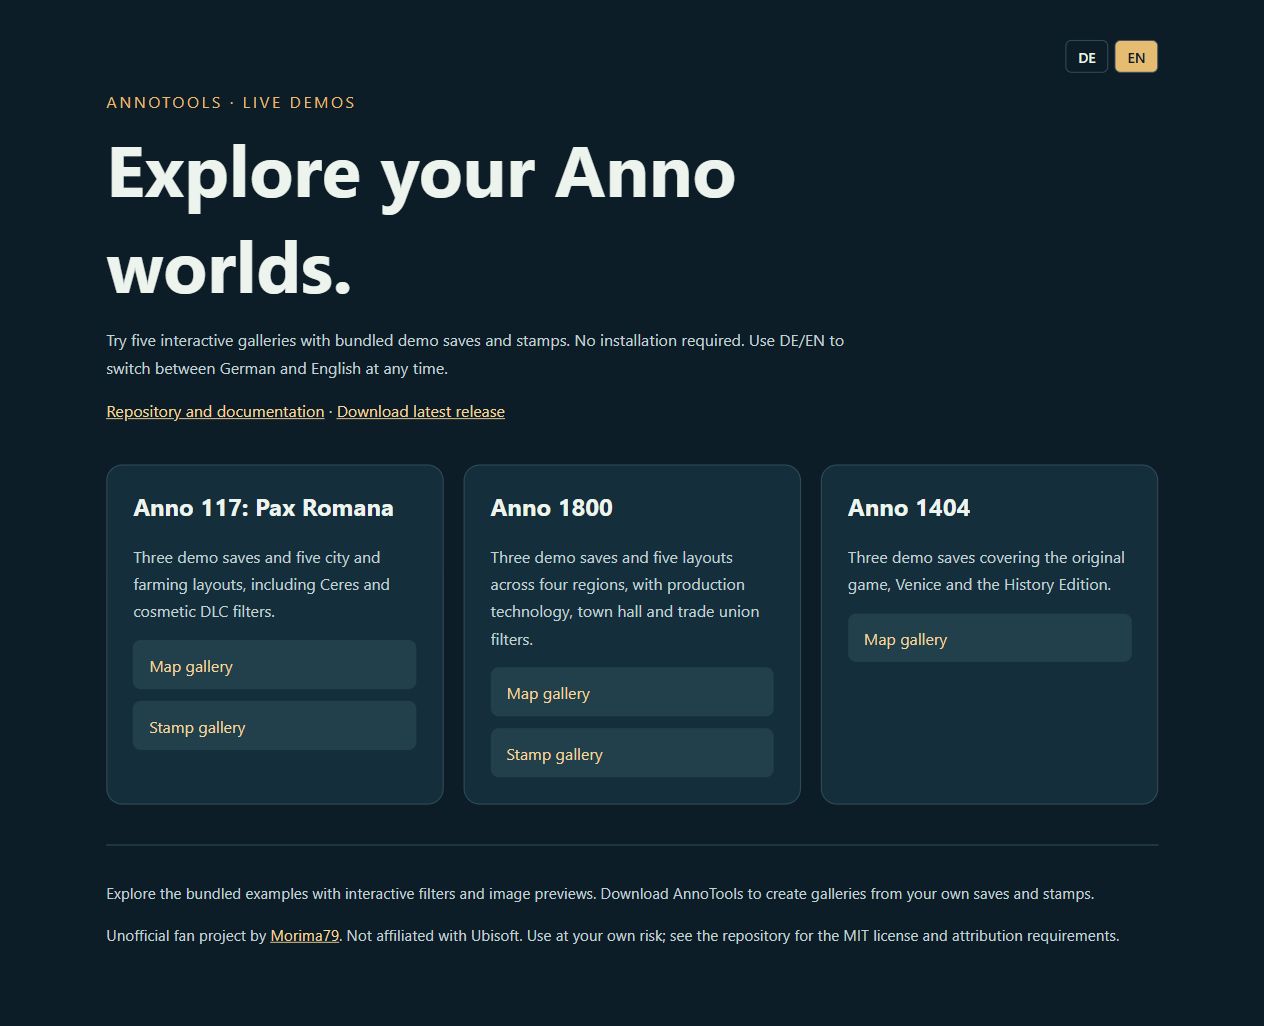 DE
EN
ANNOTOOLS · LIVE DEMOS
Explore your Anno
worlds.
Try five interactive galleries with bundled demo saves and stamps. No installation required. Use DE/EN to
switch between German and English at any time.
Repository and documentation · Download latest release
Anno 117: Pax Romana
Three demo saves and five city and
farming layouts, including Ceres and
cosmetic DLC filters.
Map gallery
Stamp gallery
Anno 1800
Three demo saves and five layouts
across four regions, with production
technology, town hall and trade union
filters.
Map gallery
Stamp gallery
Anno 1404
Three demo saves covering the original
game, Venice and the History Edition.
Map gallery
Explore the bundled examples with interactive filters and image previews. Download AnnoTools to create galleries from your own saves and stamps.
Unofficial fan project by Morima79. Not affiliated with Ubisoft. Use at your own risk; see the repository for the MIT license and attribution requirements.